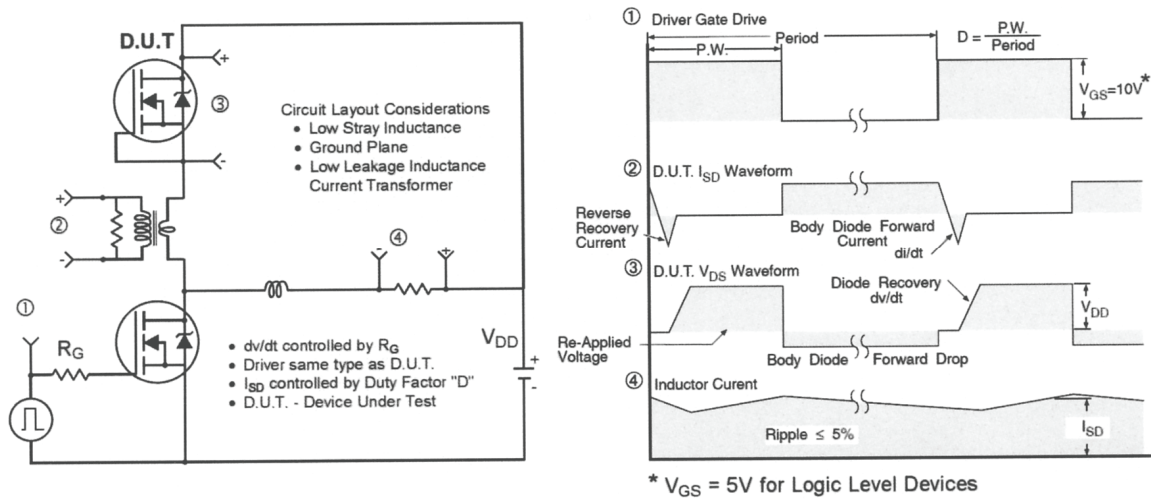 D.U.T
+
③
-
Circuit Layout Considerations
• Low Stray Inductance
• Ground Plane
• Low Leakage Inductance
Current Transformer
+
②
-
④
-
+
①
R_G
• dv/dt controlled by R_G
• Driver same type as D.U.T.
• I_SD controlled by Duty Factor "D"
• D.U.T. - Device Under Test
V_DD
+
-
① Driver Gate Drive
Period
P.W.
D = P.W. / Period
V_GS=10V *
② D.U.T. I_SD Waveform
Reverse
Recovery
Current
Body Diode Forward
Current
di/dt
③ D.U.T. V_DS Waveform
Diode Recovery
dv/dt
V_DD
Re-Applied
Voltage
Body Diode Forward Drop
④ Inductor Curent
Ripple ≤ 5%
I_SD
* V_GS = 5V for Logic Level Devices